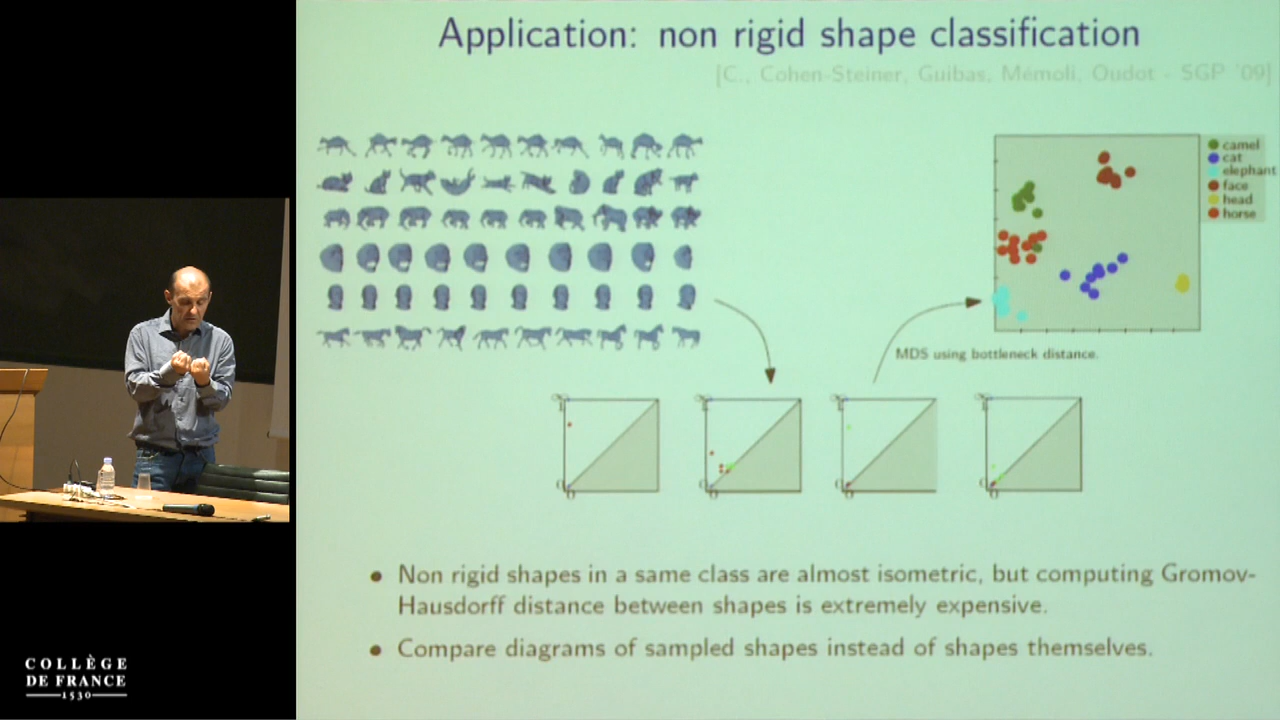 Application: non rigid shape classification
[C., Cohen-Steiner, Guibas, Mémoli, Oudot - SGP '09]
camel
cat
elephant
face
head
horse
MDS using bottleneck distance.
• Non rigid shapes in a same class are almost isometric, but computing Gromov-
Hausdorff distance between shapes is extremely expensive.
• Compare diagrams of sampled shapes instead of shapes themselves.
COLLÈGE
DE FRANCE
1530